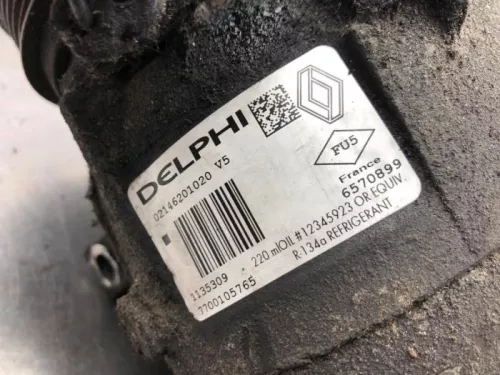 DELPHI
02146201020 V5
FU5
France
6570899
1135309
7700105765
220 mlOIL #12345923 OR EQUIV.
R-134a REFRIGERANT